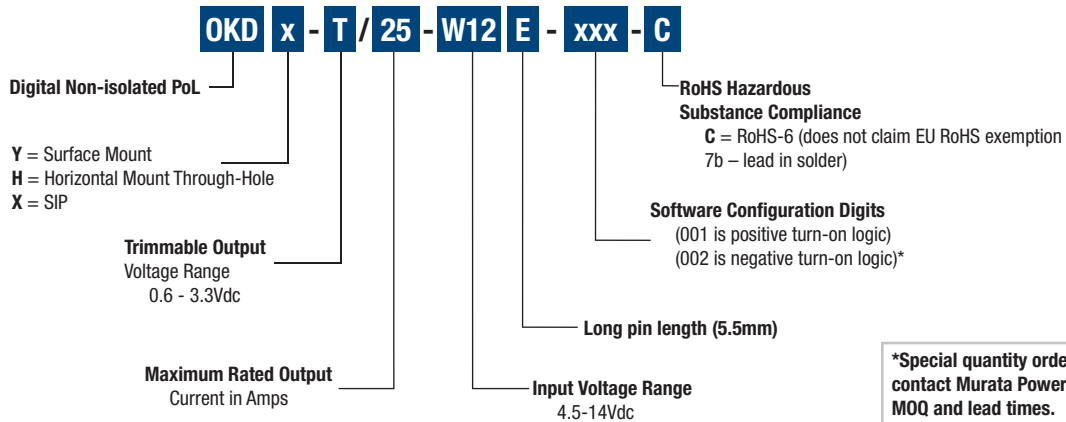 OKD x - T / 25 - W12 E - xxx - C
Digital Non-isolated PoL
Y = Surface Mount
H = Horizontal Mount Through-Hole
X = SIP
Trimmable Output
Voltage Range
0.6 - 3.3Vdc
Maximum Rated Output
Current in Amps
RoHS Hazardous
Substance Compliance
C = RoHS-6 (does not claim EU RoHS exemption
7b – lead in solder)
Software Configuration Digits
(001 is positive turn-on logic)
(002 is negative turn-on logic)*
Long pin length (5.5mm)
Input Voltage Range
4.5-14Vdc
*Special quantity orde
contact Murata Power
MOQ and lead times.